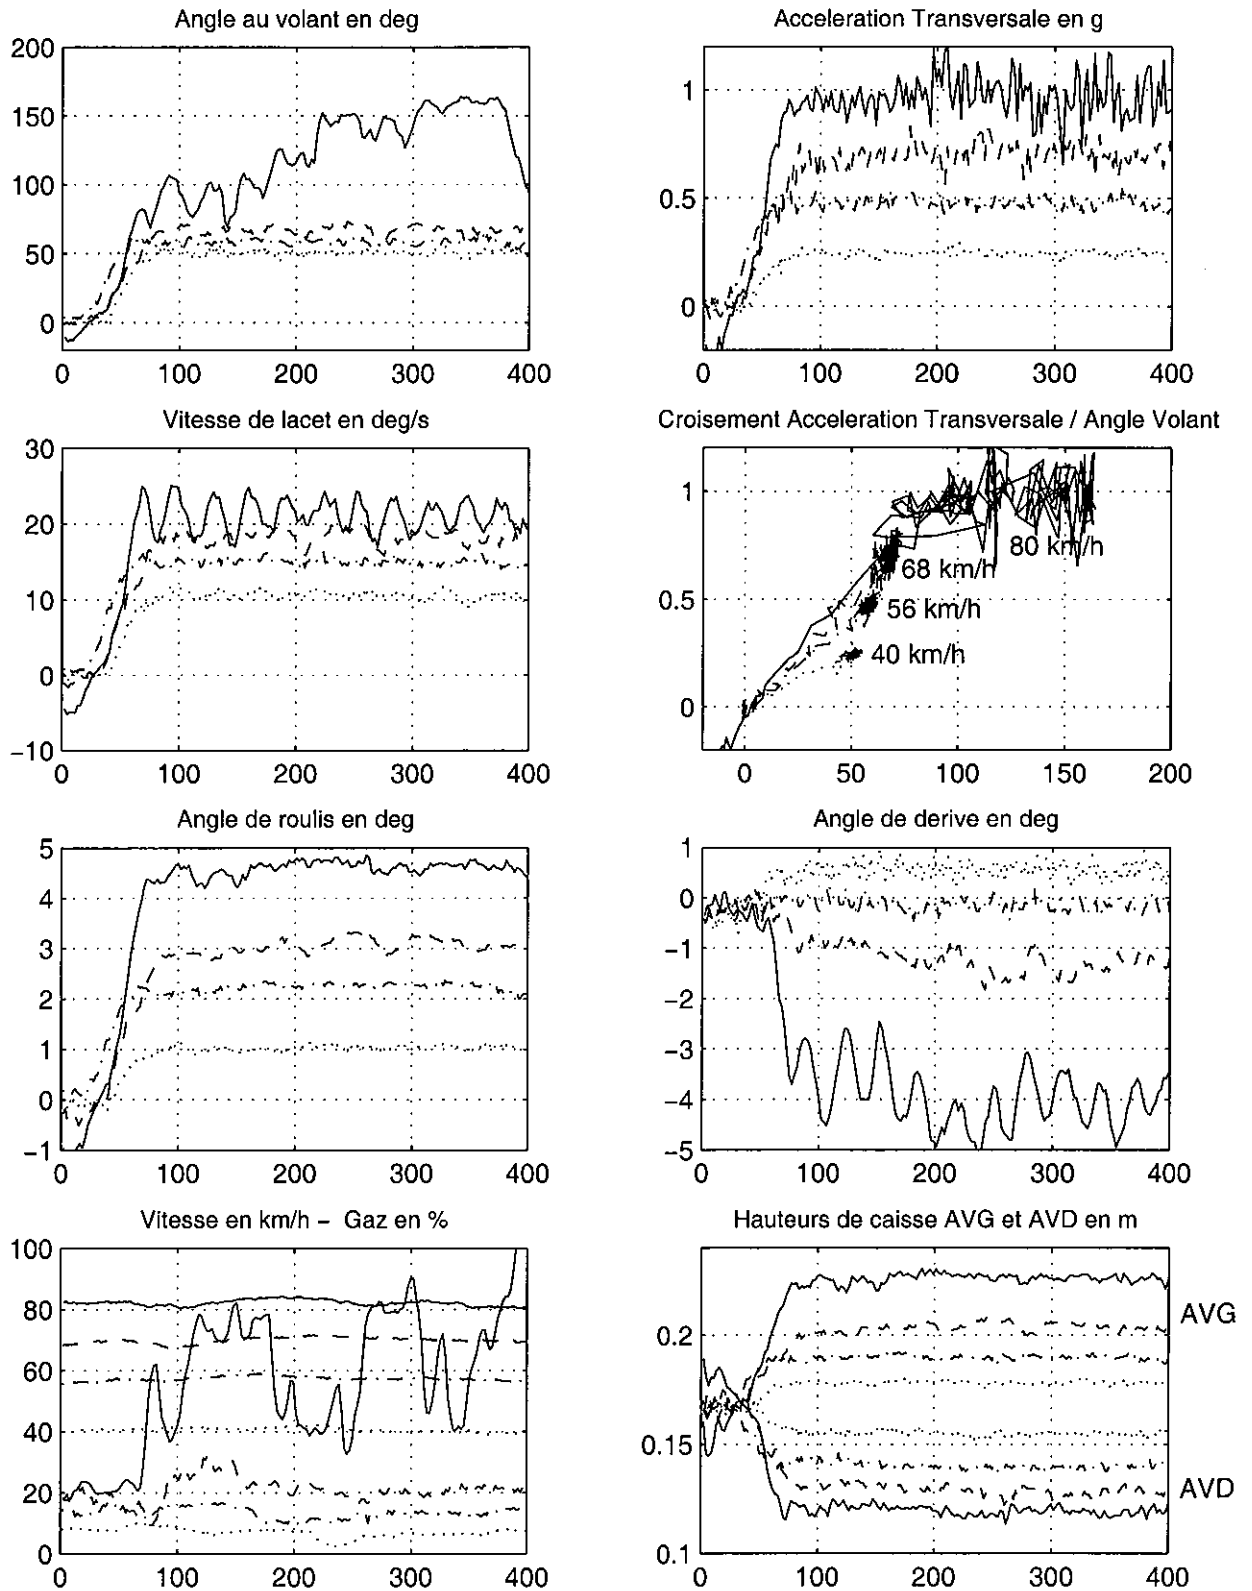 Angle au volant en deg
200
150
100
50
0
0 100 200 300 400
Acceleration Transversale en g
1
0.5
0
0 100 200 300 400
Vitesse de lacet en deg/s
30
20
10
0
−10
0 100 200 300 400
Croisement Acceleration Transversale / Angle Volant
1
0.5
0
80 km/h
68 km/h
56 km/h
40 km/h
0 50 100 150 200
Angle de roulis en deg
5
4
3
2
1
0
−1
0 100 200 300 400
Angle de derive en deg
1
0
−1
−2
−3
−4
−5
0 100 200 300 400
Vitesse en km/h − Gaz en %
100
80
60
40
20
0
0 100 200 300 400
Hauteurs de caisse AVG et AVD en m
0.2
0.15
0.1
AVG
AVD
0 100 200 300 400